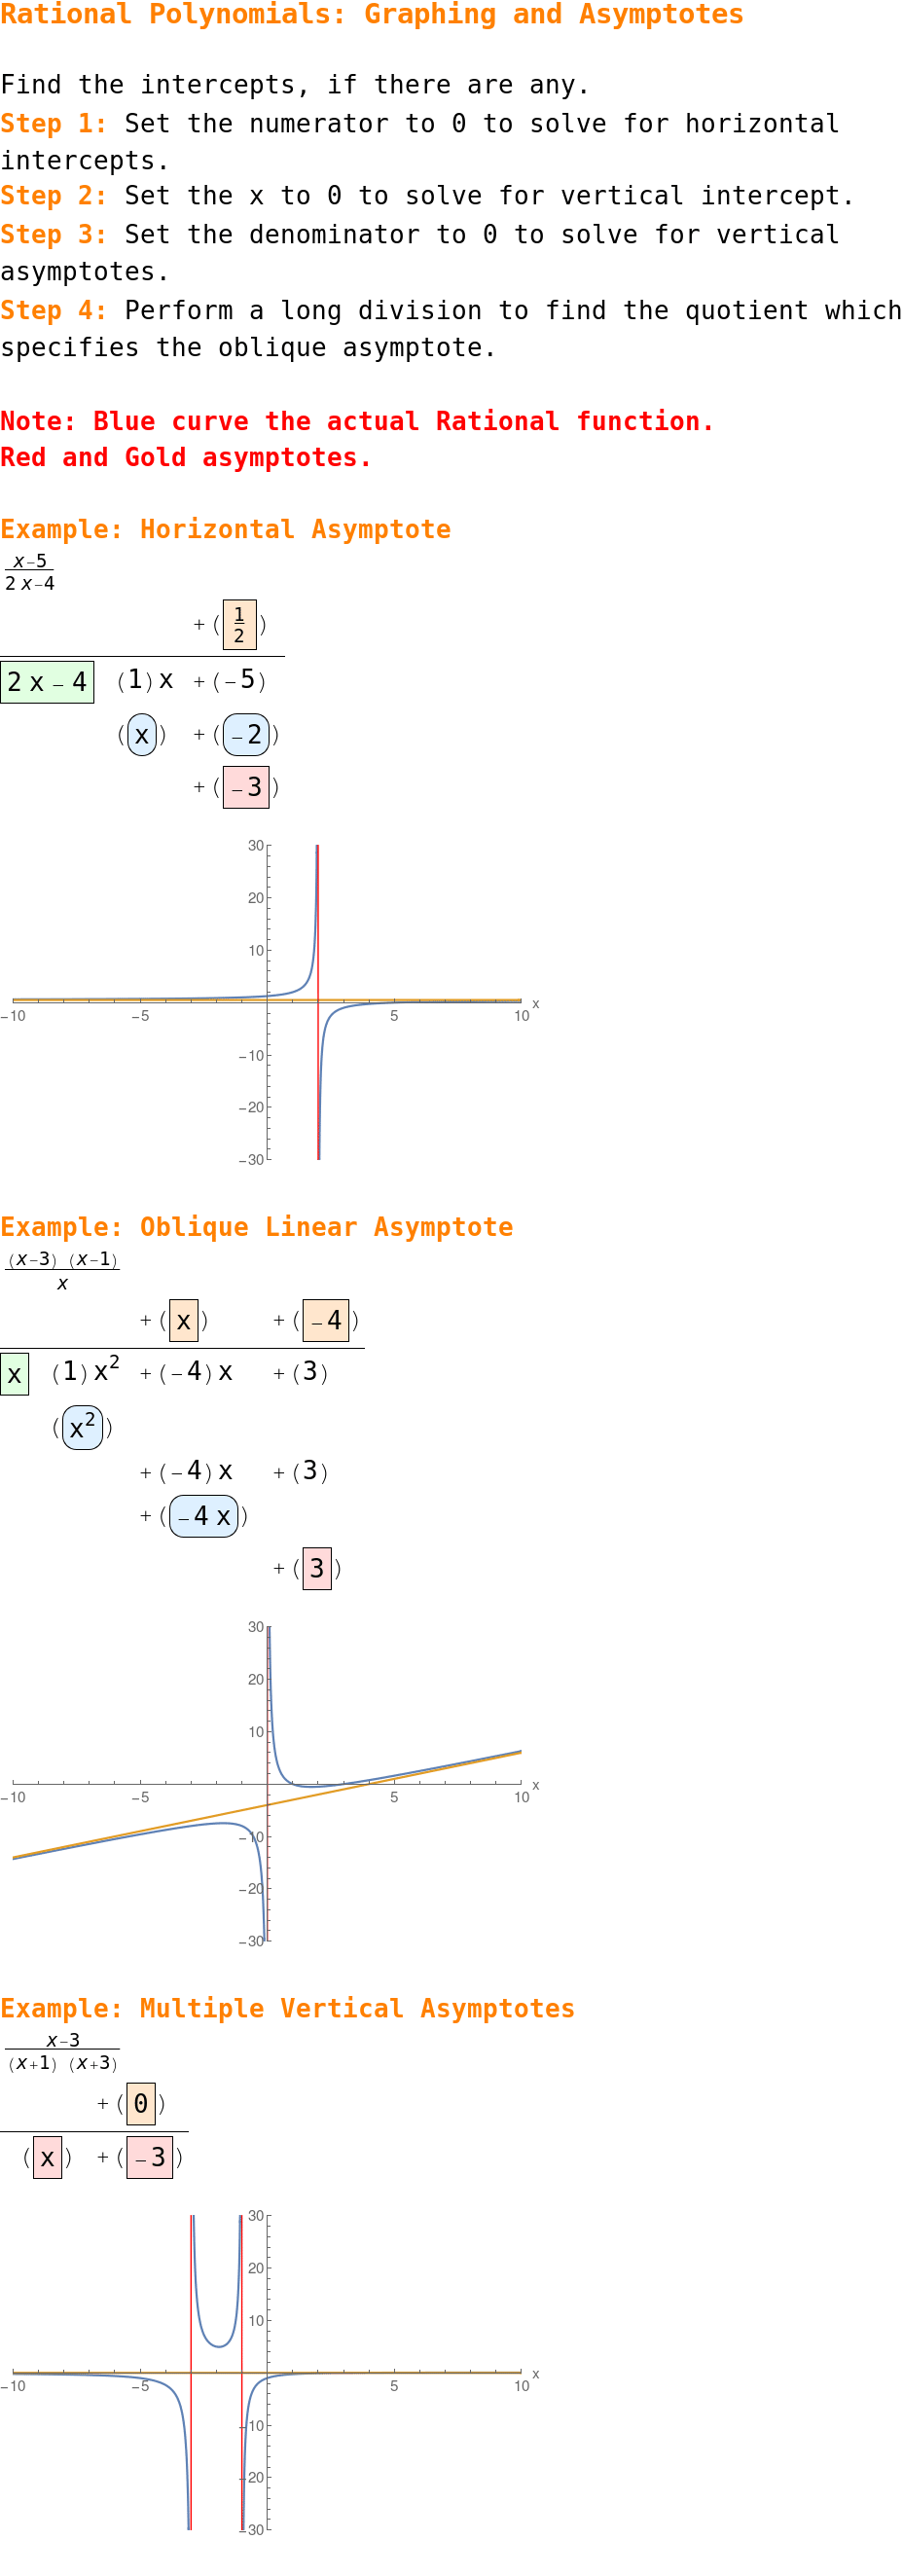 Rational Polynomials: Graphing and Asymptotes
Find the intercepts, if there are any.
Step 1: Set the numerator to 0 to solve for horizontal
intercepts.
Step 2: Set the x to 0 to solve for vertical intercept.
Step 3: Set the denominator to 0 to solve for vertical
asymptotes.
Step 4: Perform a long division to find the quotient which
specifies the oblique asymptote.
Note: Blue curve the actual Rational function.
Red and Gold asymptotes.
Example: Horizontal Asymptote
x–5
2 x–4
+ (1/2)
2 x – 4 (1) x + (–5)
(x) + (–2)
+ (–3)
30
20
10
–10 –5 5 10 x
–10
–20
–30
Example: Oblique Linear Asymptote
(x–3) (x–1)
x
+ (x) + (–4)
x (1) x² + (–4) x + (3)
(x²)
+ (–4) x + (3)
+ (–4 x)
+ (3)
30
20
10
–10 –5 5 10 x
–10
–20
–30
Example: Multiple Vertical Asymptotes
x–3
(x+1) (x+3)
+ (0)
(x) + (–3)
30
20
10
–10 –5 5 10 x
–10
–20
–30